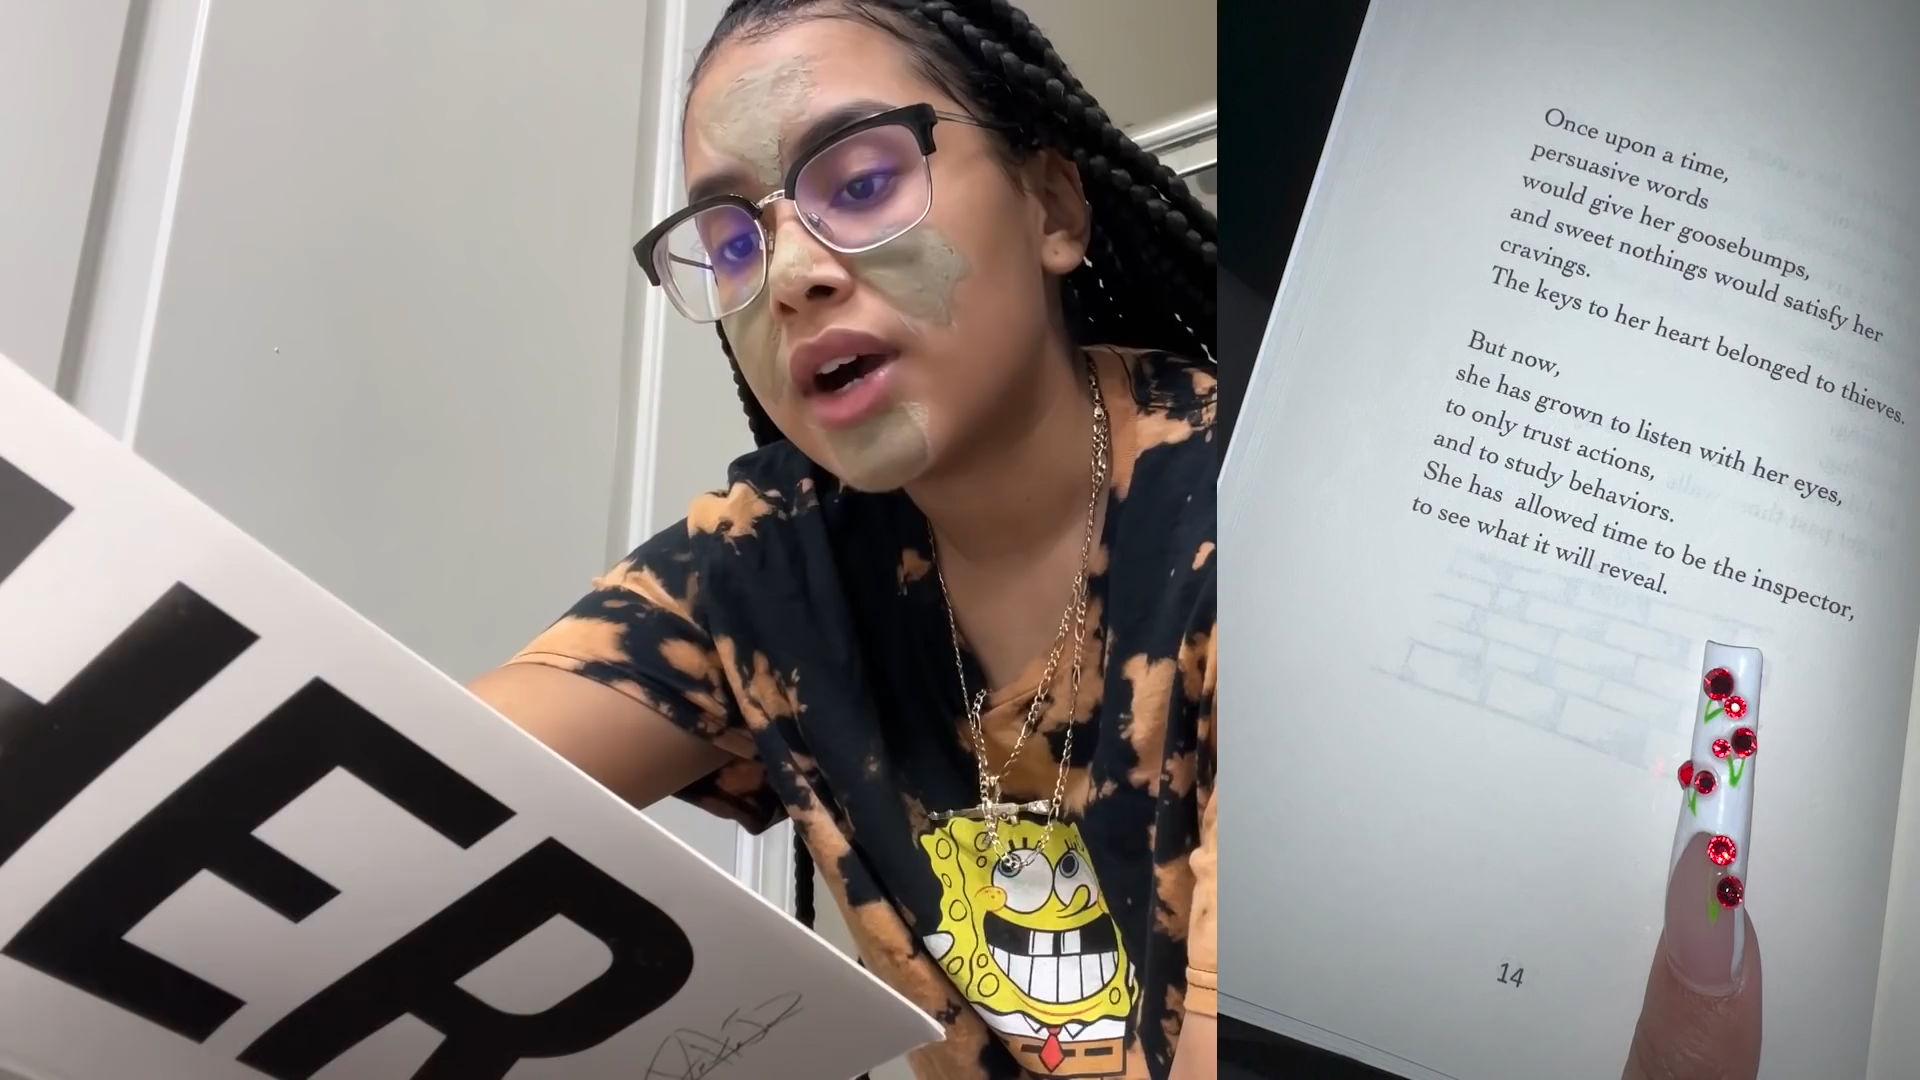 HER
Once upon a time,
persuasive words
would give her goosebumps,
and sweet nothings would satisfy her
cravings.
The keys to her heart belonged to thieves.
But now,
she has grown to listen with her eyes,
to only trust actions,
and to study behaviors.
She has allowed time to be the inspector,
to see what it will reveal.
14